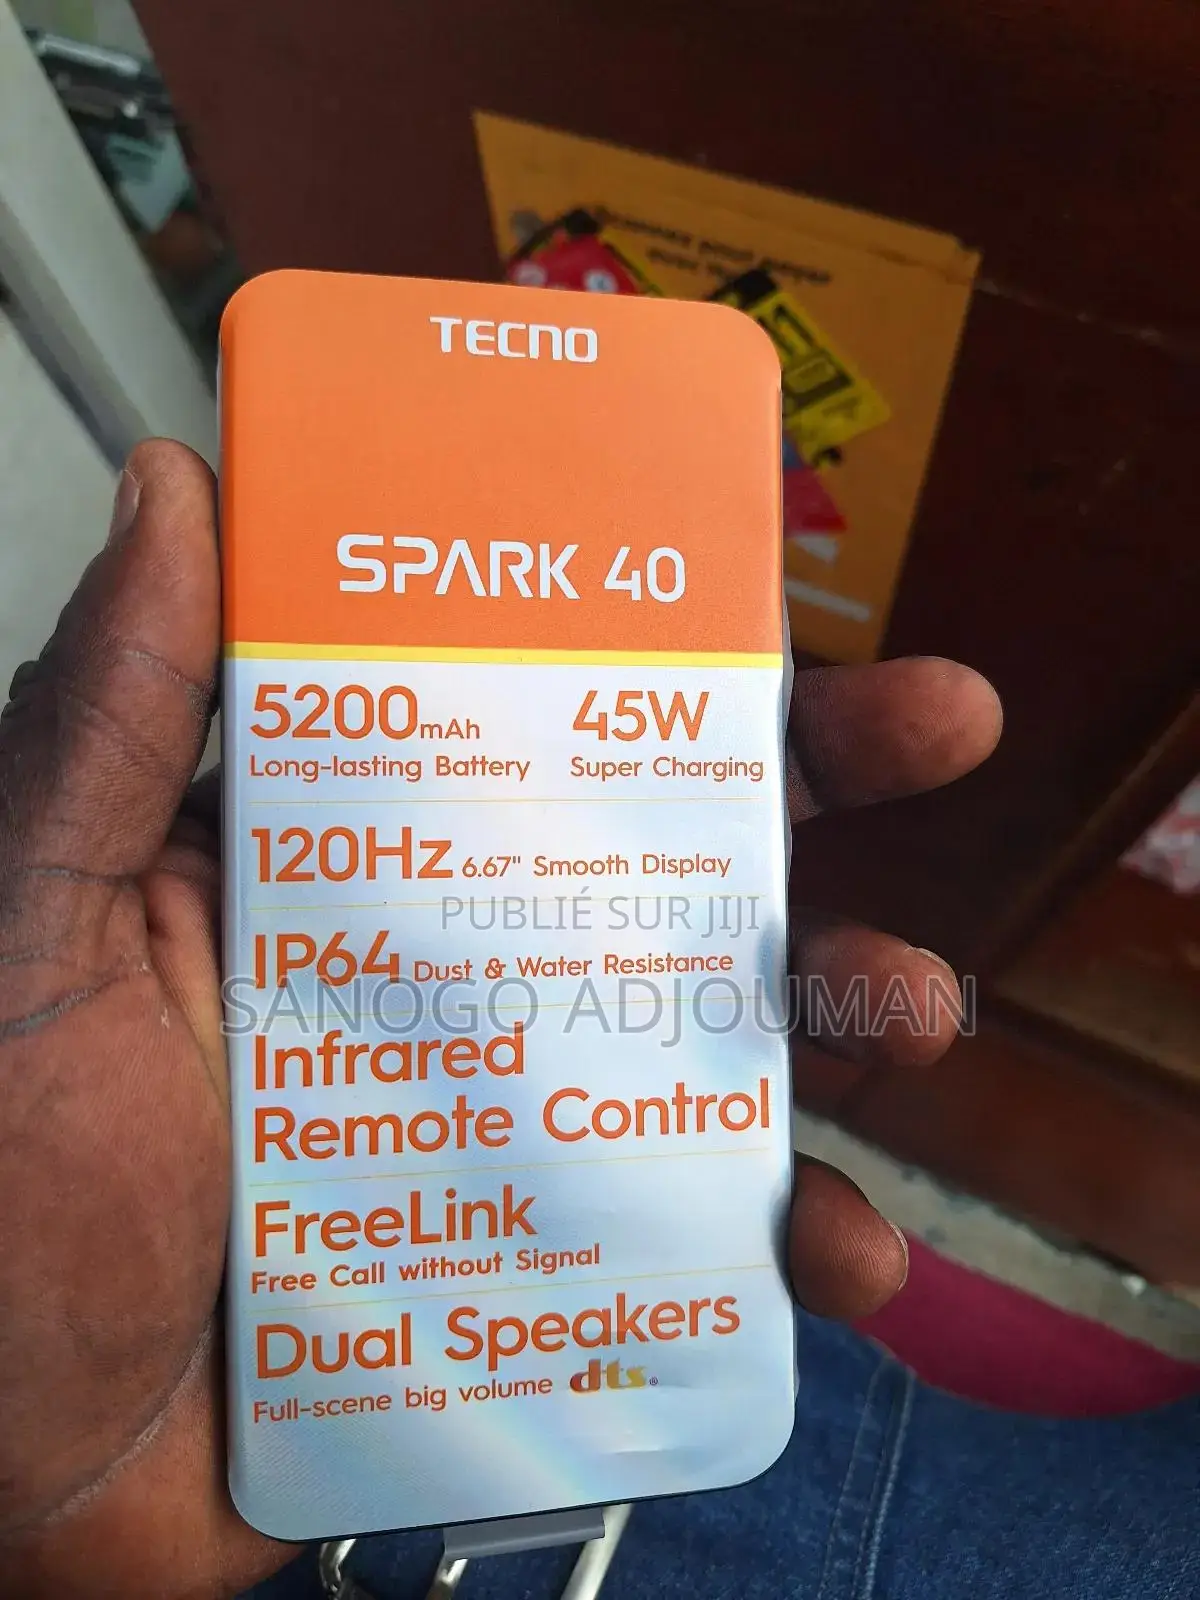 TECNO
SPARK 40
5200mAh 45W
Long-lasting Battery Super Charging
120Hz 6.67" Smooth Display
PUBLIÉ SUR JIJI
IP64 Dust & Water Resistance
SANOGO ADJOUMAN
Infrared
Remote Control
FreeLink
Free Call without Signal
Dual Speakers
Full-scene big volume dts®